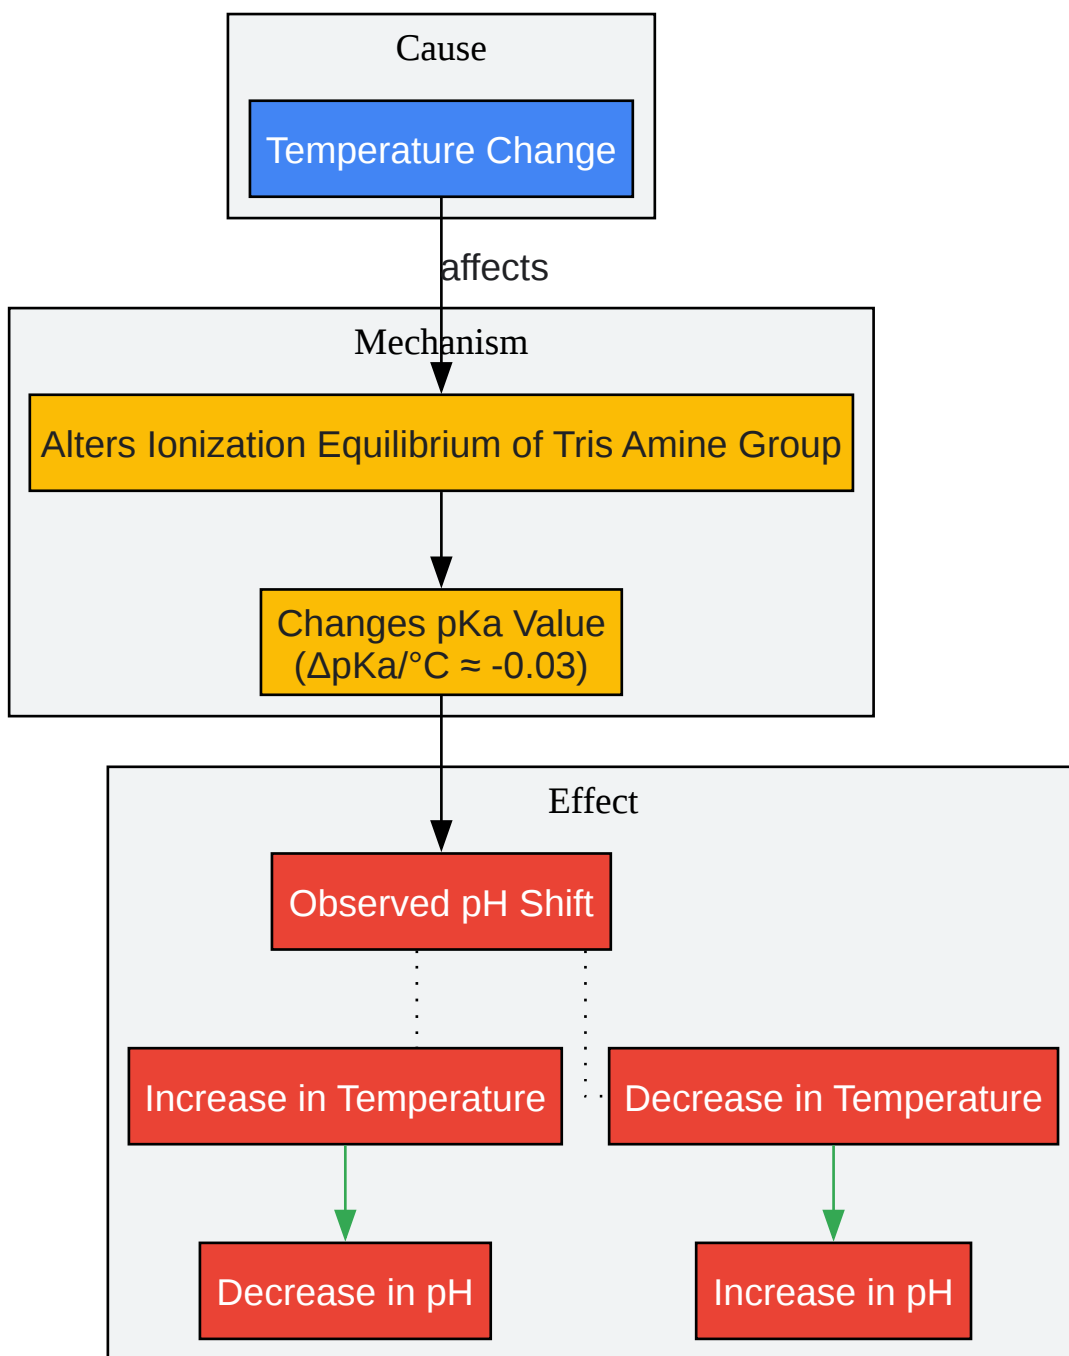 Cause
Temperature Change
affects
Mechanism
Alters Ionization Equilibrium of Tris Amine Group
Changes pKa Value
(ΔpKa/°C ≈ -0.03)
Effect
Observed pH Shift
Increase in Temperature
Decrease in Temperature
Decrease in pH
Increase in pH